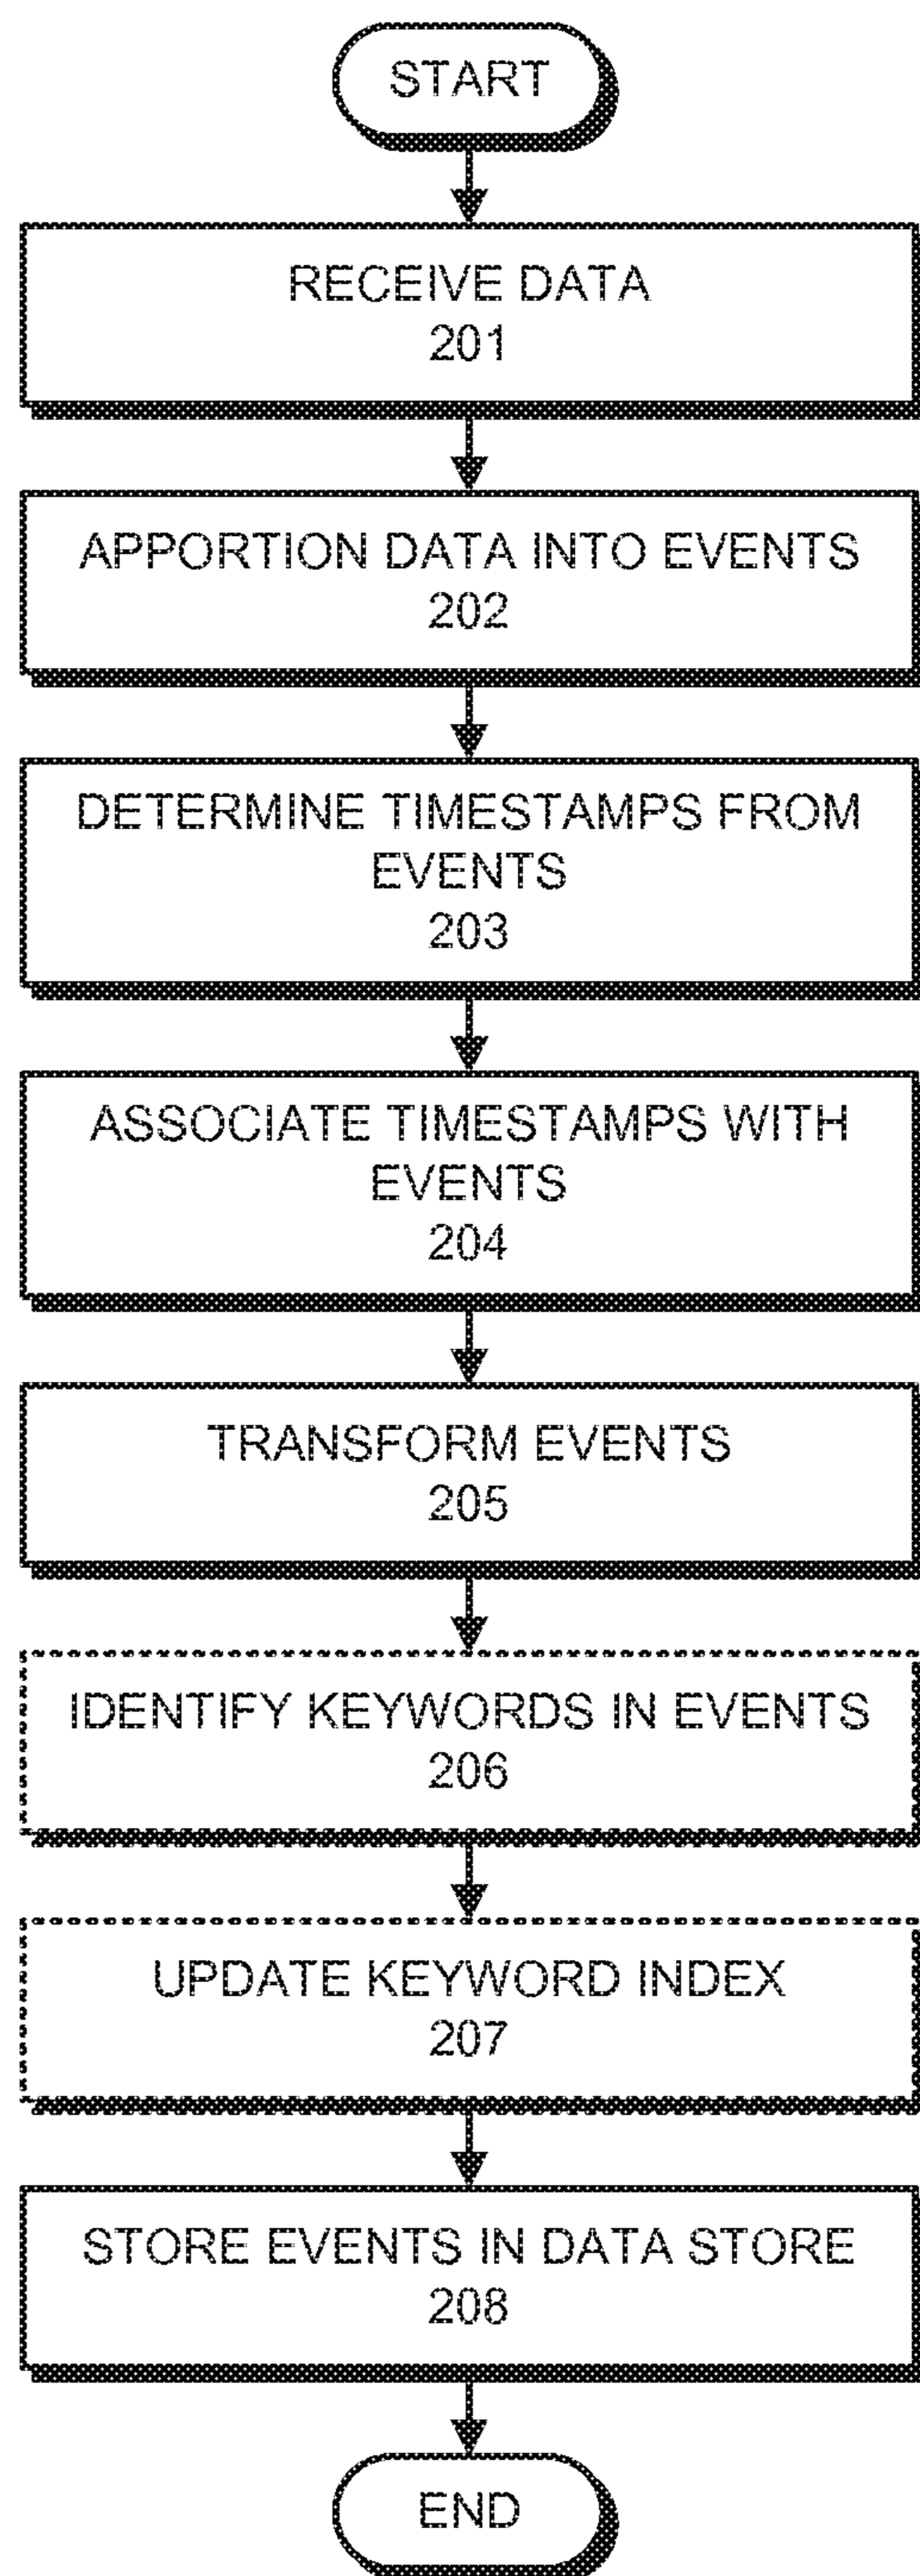 START
RECEIVE DATA
201
APPORTION DATA INTO EVENTS
202
DETERMINE TIMESTAMPS FROM
EVENTS
203
ASSOCIATE TIMESTAMPS WITH
EVENTS
204
TRANSFORM EVENTS
205
IDENTIFY KEYWORDS IN EVENTS
206
UPDATE KEYWORD INDEX
207
STORE EVENTS IN DATA STORE
208
END